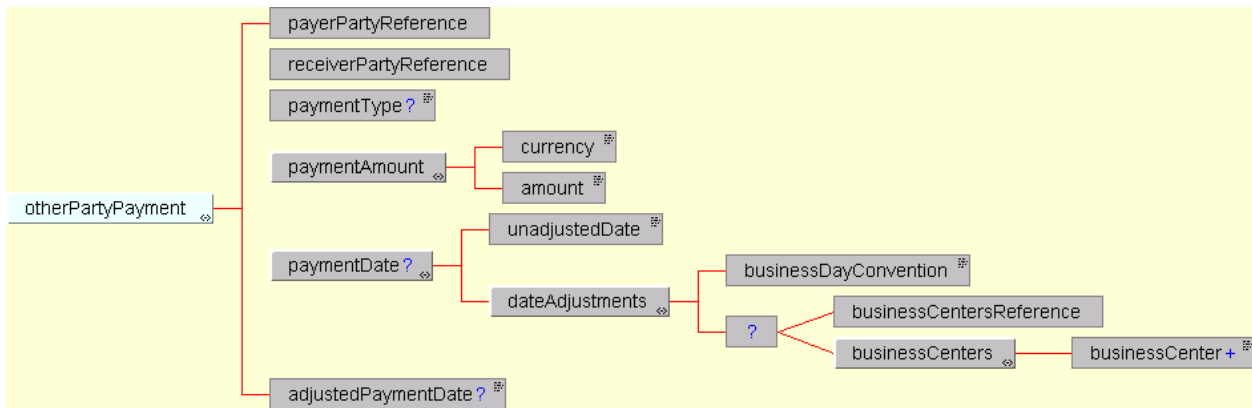 payerPartyReference
receiverPartyReference
paymentType?
currency
paymentAmount
amount
otherPartyPayment
unadjustedDate
paymentDate?
businessDayConvention
dateAdjustments
businessCentersReference
?
businessCenters
businessCenter+
adjustedPaymentDate?